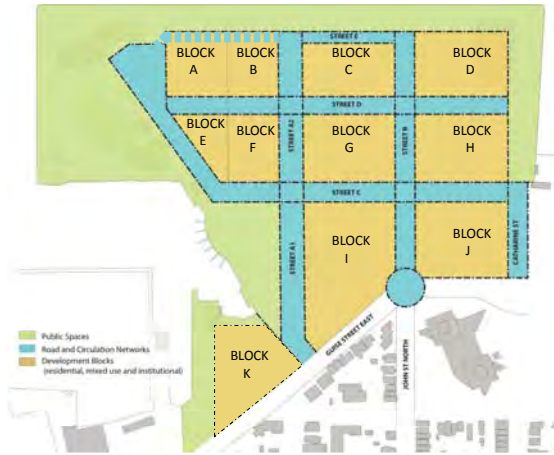 STREET E
BLOCK
A
BLOCK
B
BLOCK
C
BLOCK
D
STREET D
BLOCK
E
BLOCK
F
STREET A2
BLOCK
G
STREET B
BLOCK
H
STREET C
BLOCK
I
STREET A1
BLOCK
J
CATHARINE ST
GUISE STREET EAST
JOHN ST NORTH
BLOCK
K
Public Spaces
Road and Circulation Networks
Development Blocks
(residential, mixed use and institutional)